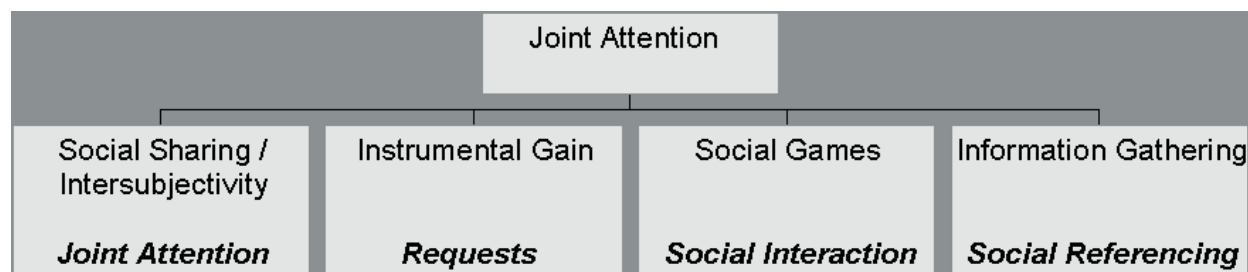 Joint Attention
Social Sharing /
Intersubjectivity
Joint Attention
Instrumental Gain
Requests
Social Games
Social Interaction
Information Gathering
Social Referencing